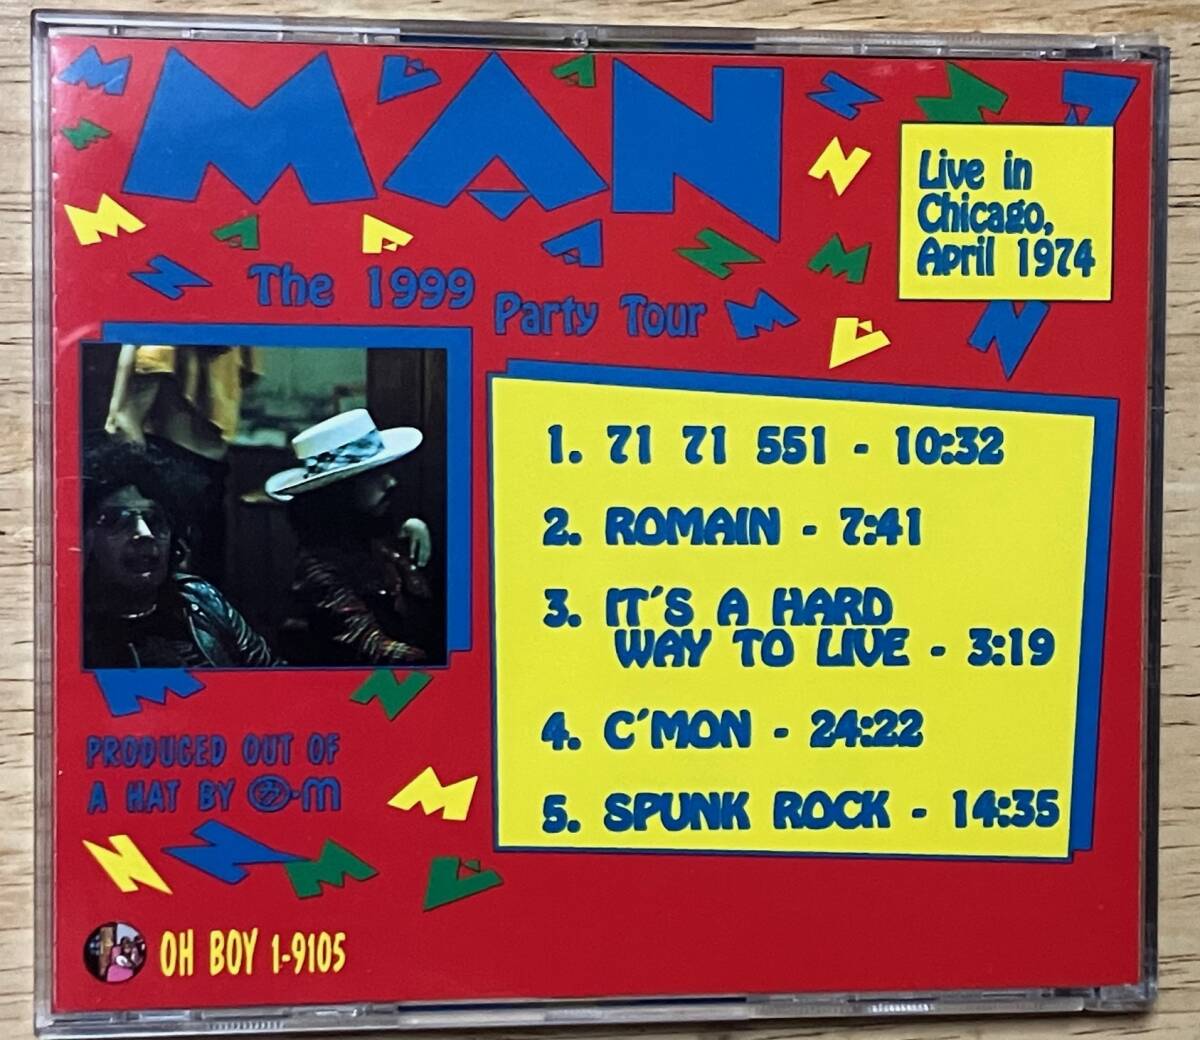 MAN
The 1999 Party Tour
Live in
Chicago,
April 1974
1. 71 71 551 - 10:32
2. ROMAIN - 7:41
3. IT´S A HARD
WAY TO LIVE - 3:19
4. C´MON - 24:22
5. SPUNK ROCK - 14:35
PRODUCED OUT OF
A HAT BY
OH BOY 1-9105